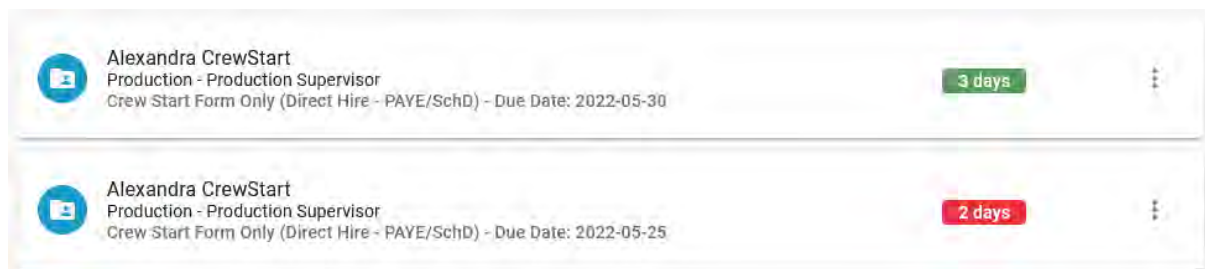 Alexandra CrewStart
Production - Production Supervisor
Crew Start Form Only (Direct Hire - PAYE/SchD) - Due Date: 2022-05-30
3 days
Alexandra CrewStart
Production - Production Supervisor
Crew Start Form Only (Direct Hire - PAYE/SchD) - Due Date: 2022-05-25
2 days